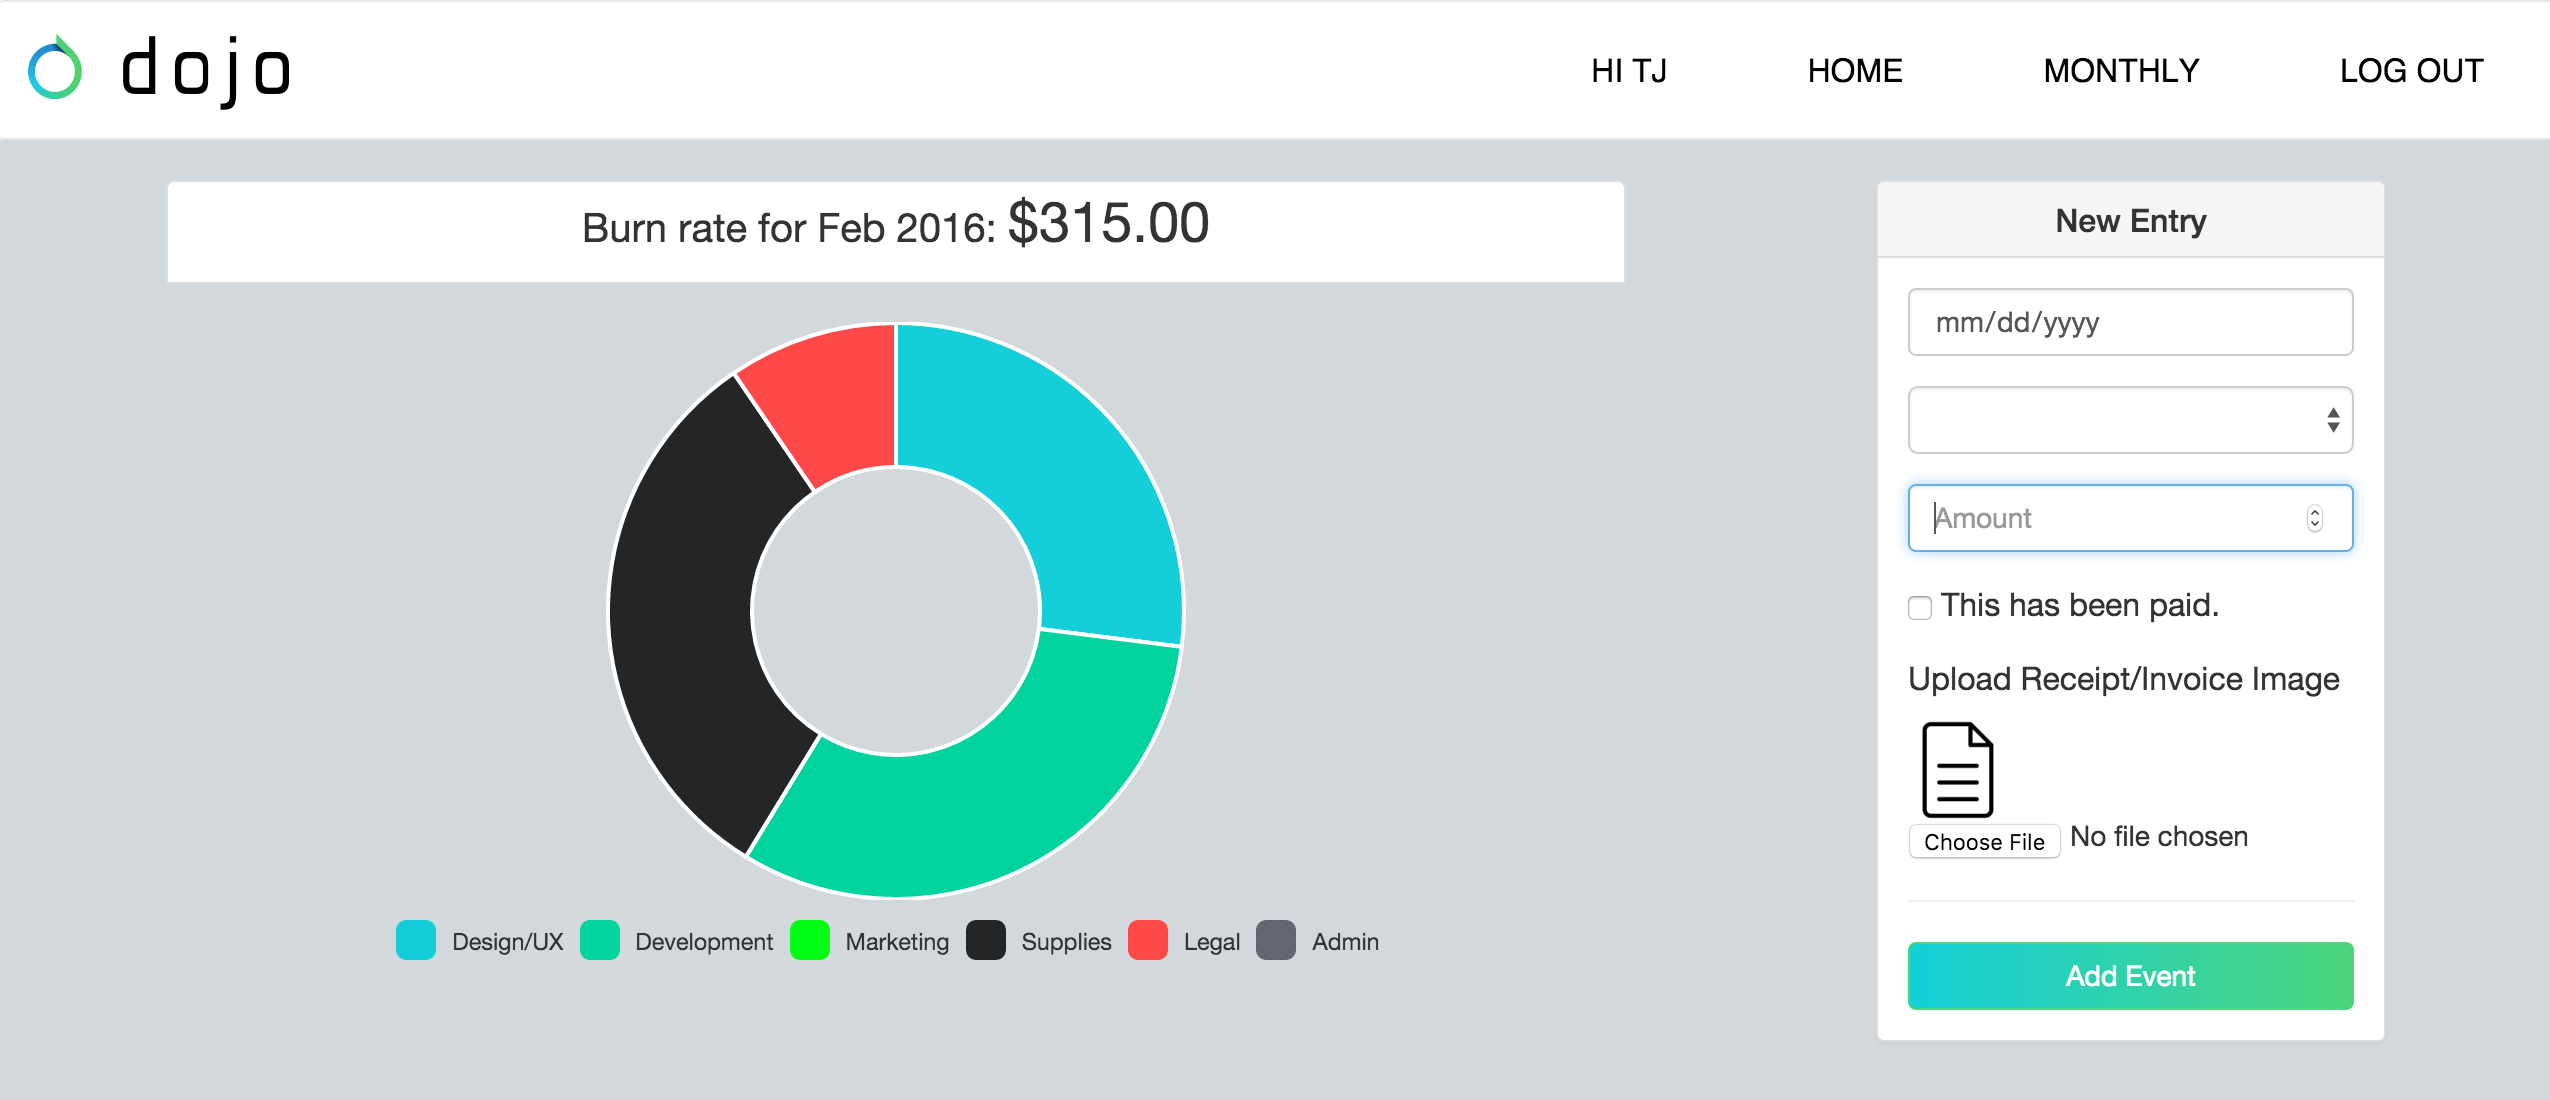 dojo
HI TJ HOME MONTHLY LOG OUT
Burn rate for Feb 2016: $315.00
Design/UX Development Marketing Supplies Legal Admin
New Entry
mm/dd/yyyy
Amount
This has been paid.
Upload Receipt/Invoice Image
Choose File No file chosen
Add Event